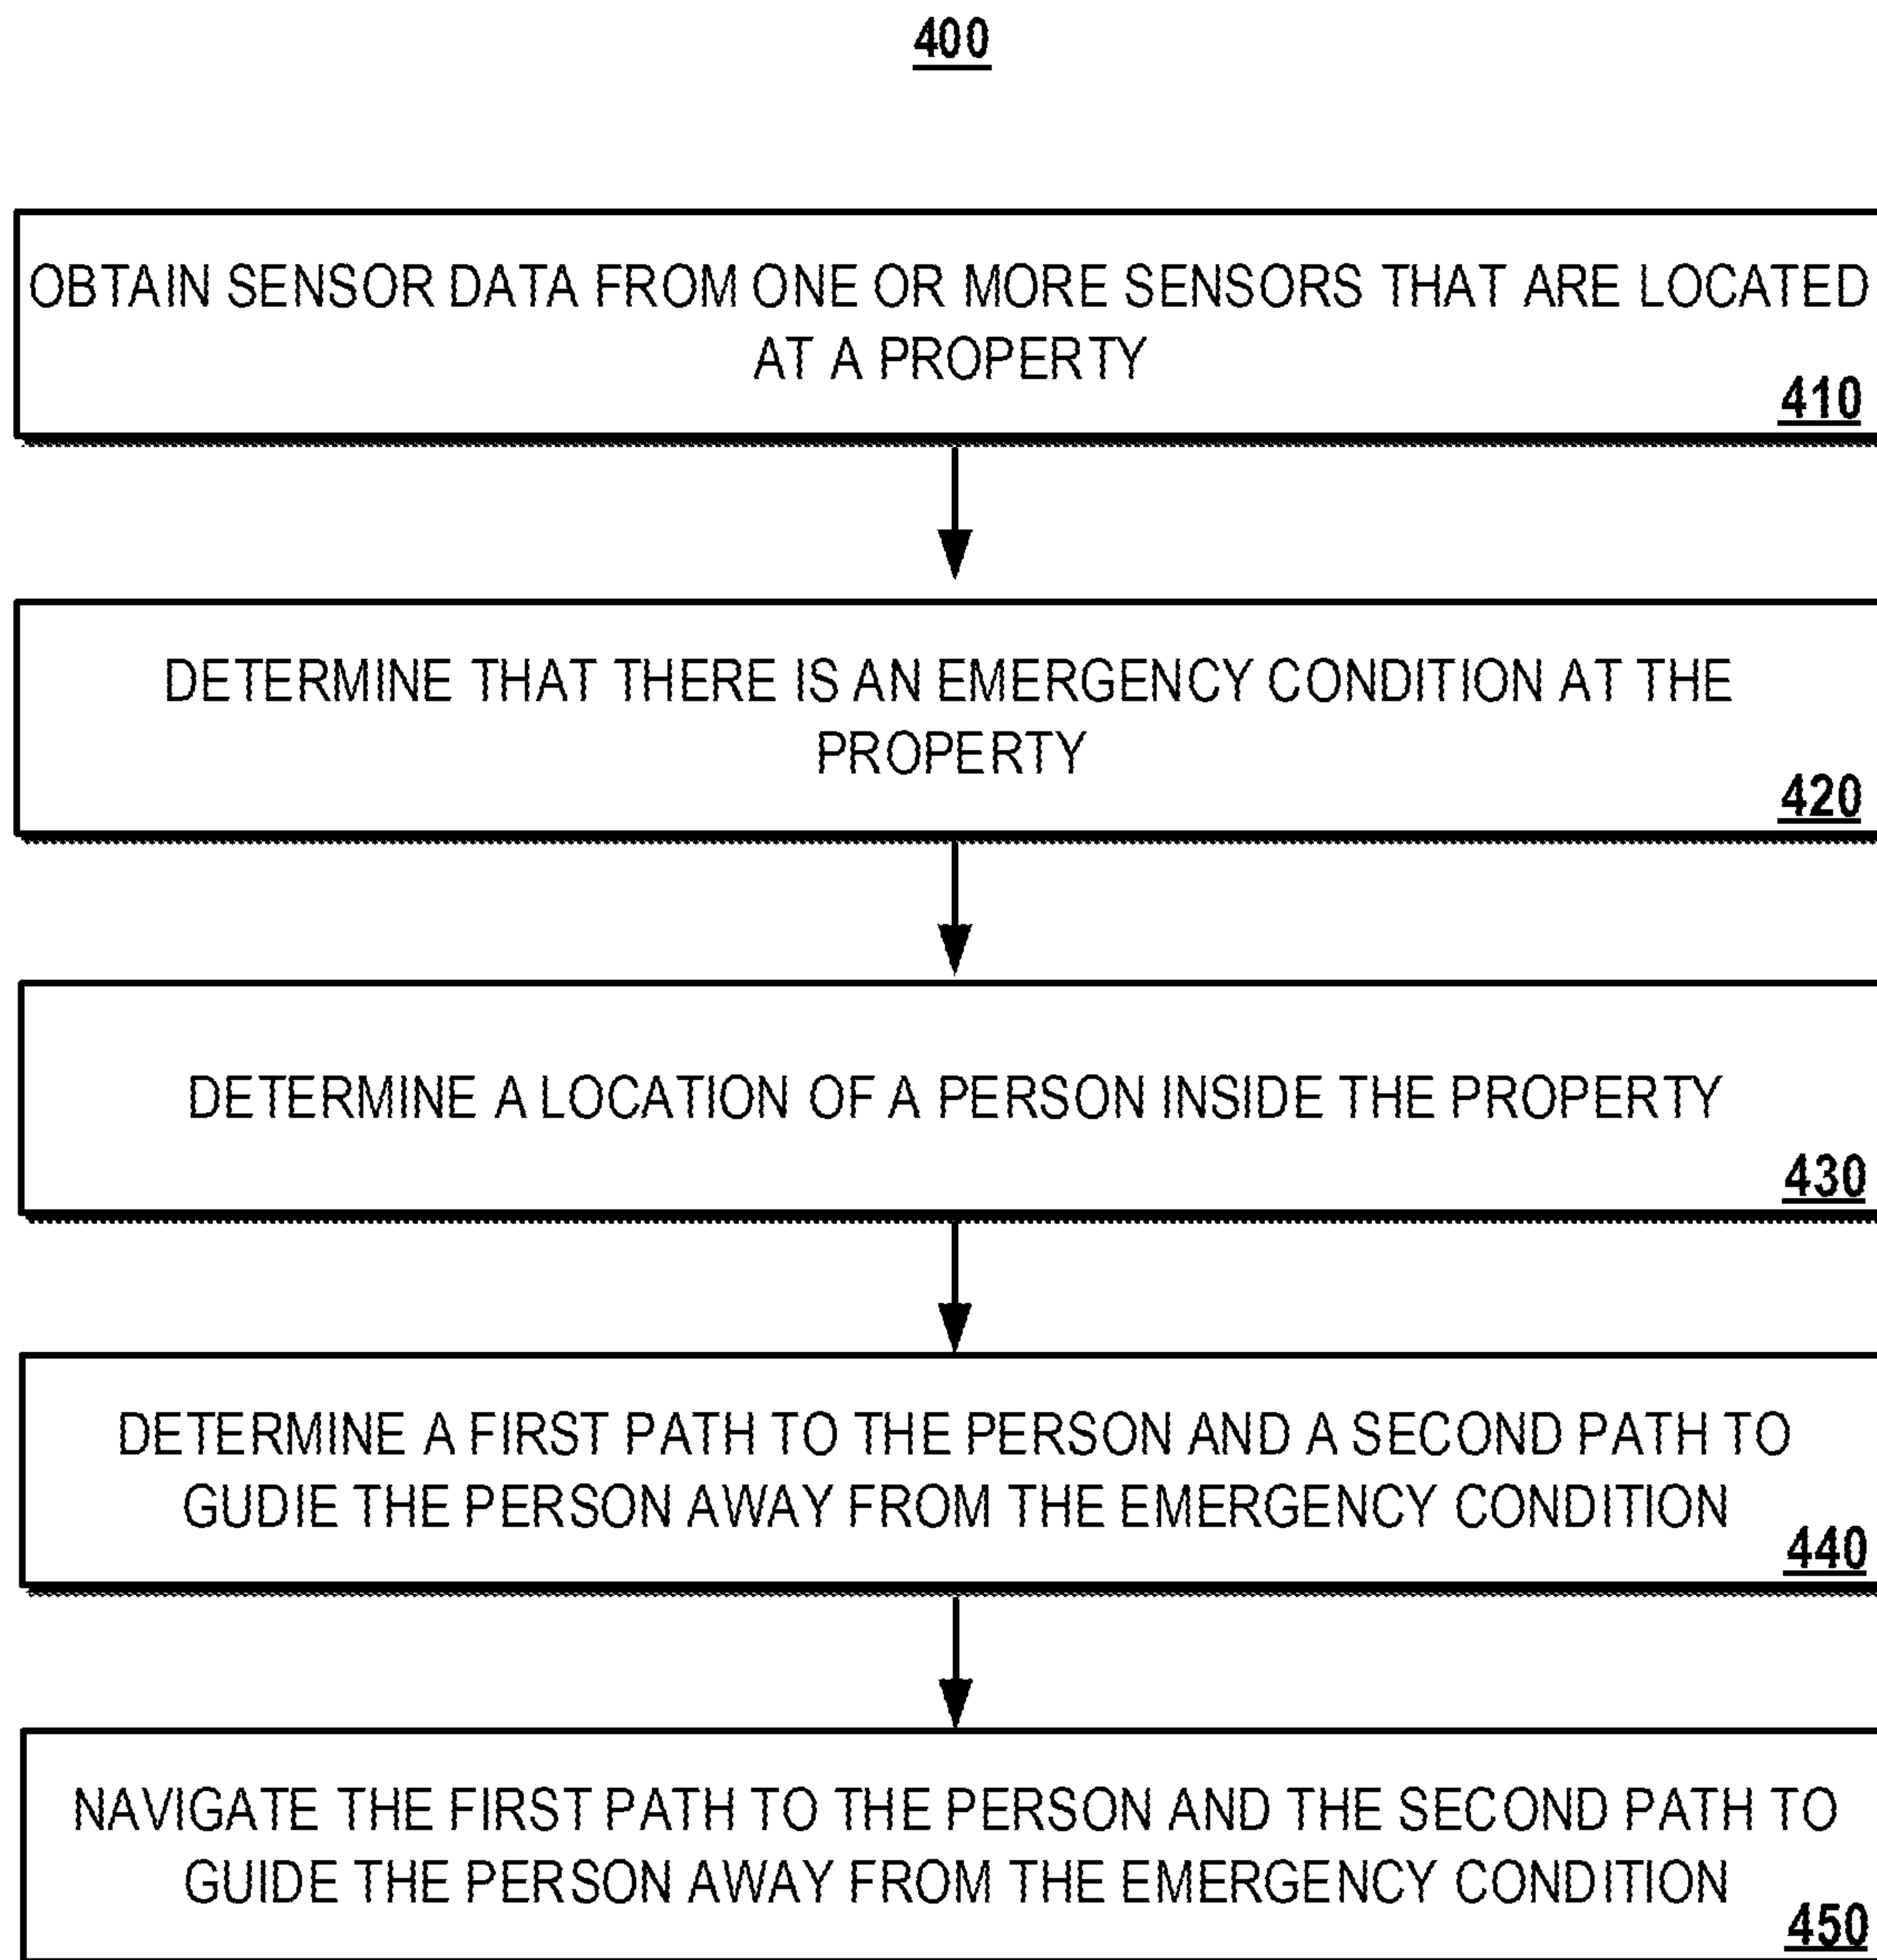 400
OBTAIN SENSOR DATA FROM ONE OR MORE SENSORS THAT ARE LOCATED
AT A PROPERTY
410
DETERMINE THAT THERE IS AN EMERGENCY CONDITION AT THE
PROPERTY
420
DETERMINE A LOCATION OF A PERSON INSIDE THE PROPERTY
430
DETERMINE A FIRST PATH TO THE PERSON AND A SECOND PATH TO
GUDIE THE PERSON AWAY FROM THE EMERGENCY CONDITION
440
NAVIGATE THE FIRST PATH TO THE PERSON AND THE SECOND PATH TO
GUIDE THE PERSON AWAY FROM THE EMERGENCY CONDITION
450